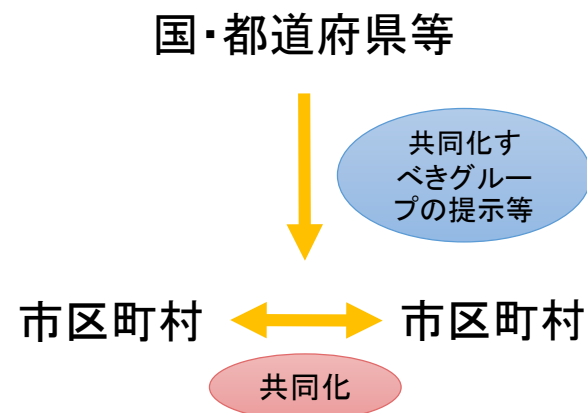 国・都道府県等
共同化す
べきグルー
プの提示等
市区町村
市区町村
共同化